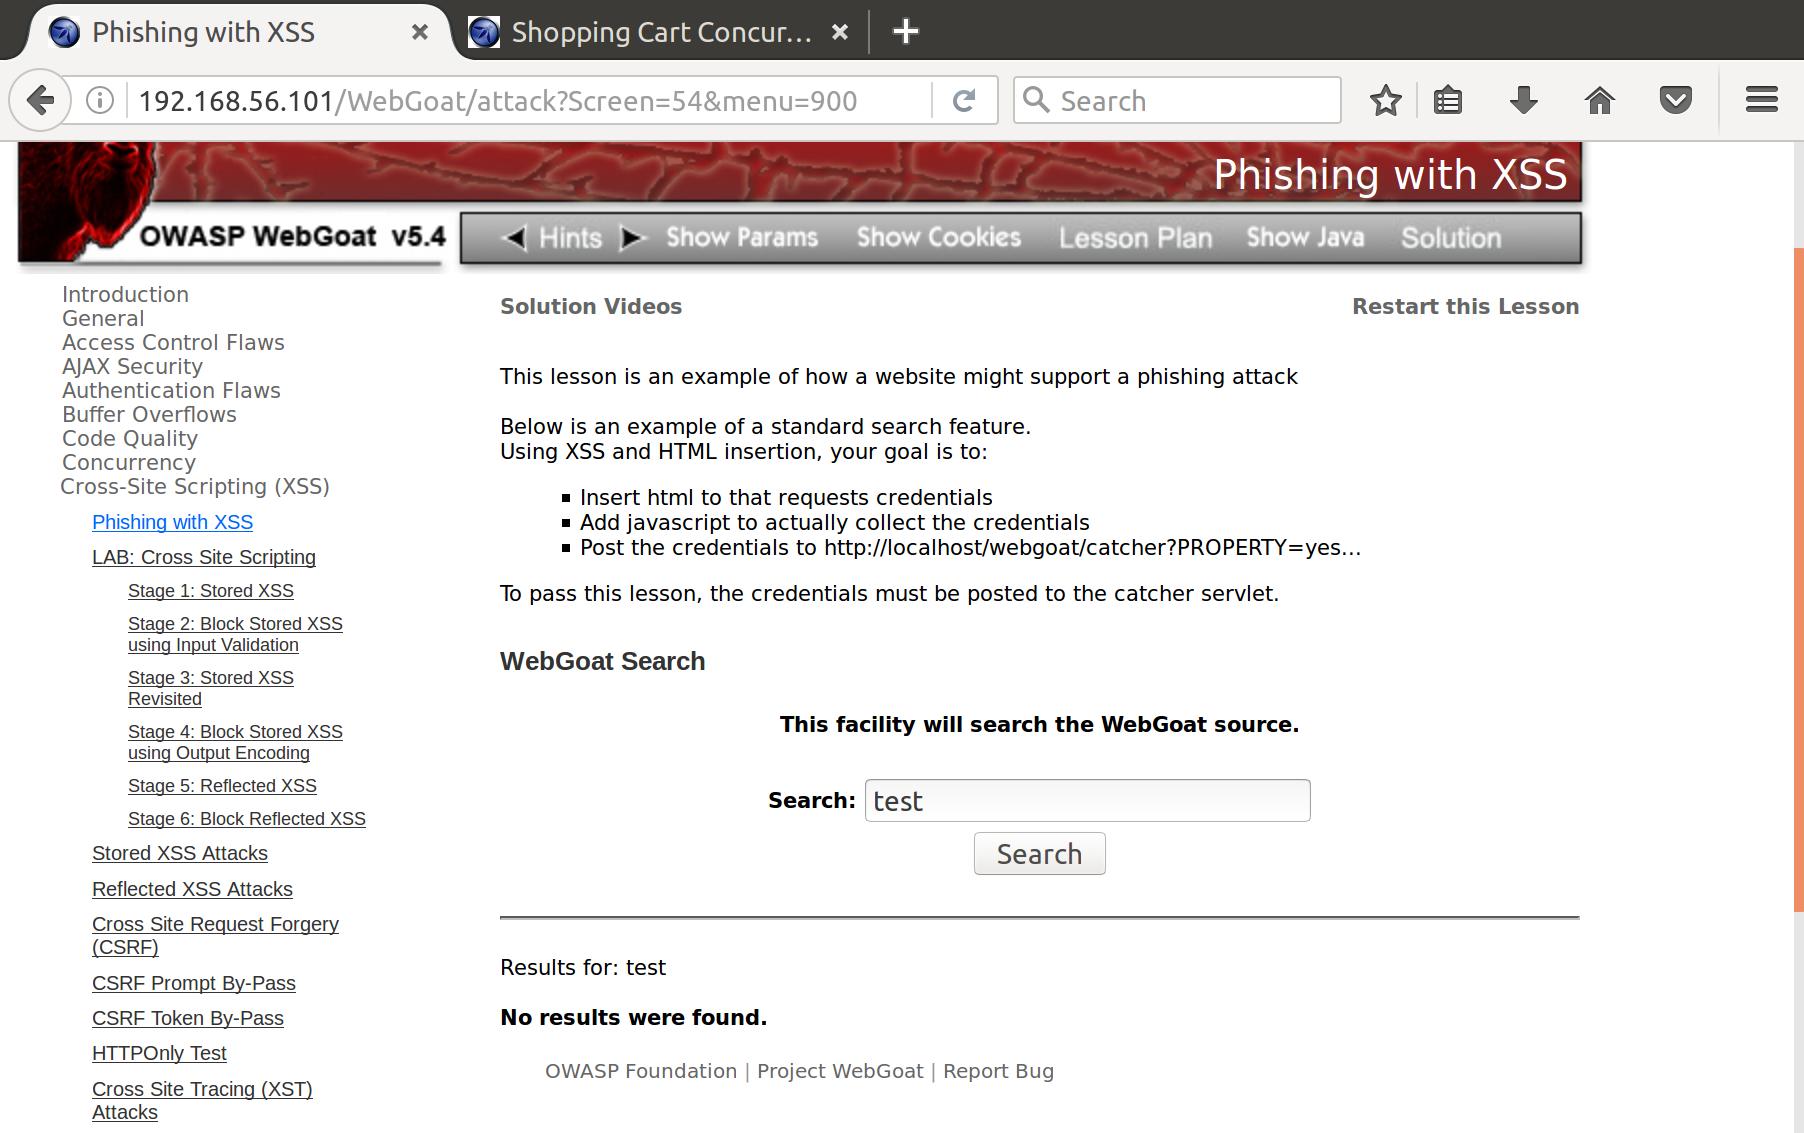 Phishing with XSS
Shopping Cart Concur...
192.168.56.101/WebGoat/attack?Screen=54&menu=900
Search
Phishing with XSS
OWASP WebGoat v5.4
Hints
Show Params
Show Cookies
Lesson Plan
Show Java
Solution
Introduction
General
Access Control Flaws
AJAX Security
Authentication Flaws
Buffer Overflows
Code Quality
Concurrency
Cross-Site Scripting (XSS)
Phishing with XSS
LAB: Cross Site Scripting
Stage 1: Stored XSS
Stage 2: Block Stored XSS
using Input Validation
Stage 3: Stored XSS
Revisited
Stage 4: Block Stored XSS
using Output Encoding
Stage 5: Reflected XSS
Stage 6: Block Reflected XSS
Stored XSS Attacks
Reflected XSS Attacks
Cross Site Request Forgery
(CSRF)
CSRF Prompt By-Pass
CSRF Token By-Pass
HTTPOnly Test
Cross Site Tracing (XST)
Attacks
Solution Videos
Restart this Lesson
This lesson is an example of how a website might support a phishing attack
Below is an example of a standard search feature.
Using XSS and HTML insertion, your goal is to:
Insert html to that requests credentials
Add javascript to actually collect the credentials
Post the credentials to http://localhost/webgoat/catcher?PROPERTY=yes...
To pass this lesson, the credentials must be posted to the catcher servlet.
WebGoat Search
This facility will search the WebGoat source.
Search: test
Search
Results for: test
No results were found.
OWASP Foundation | Project WebGoat | Report Bug